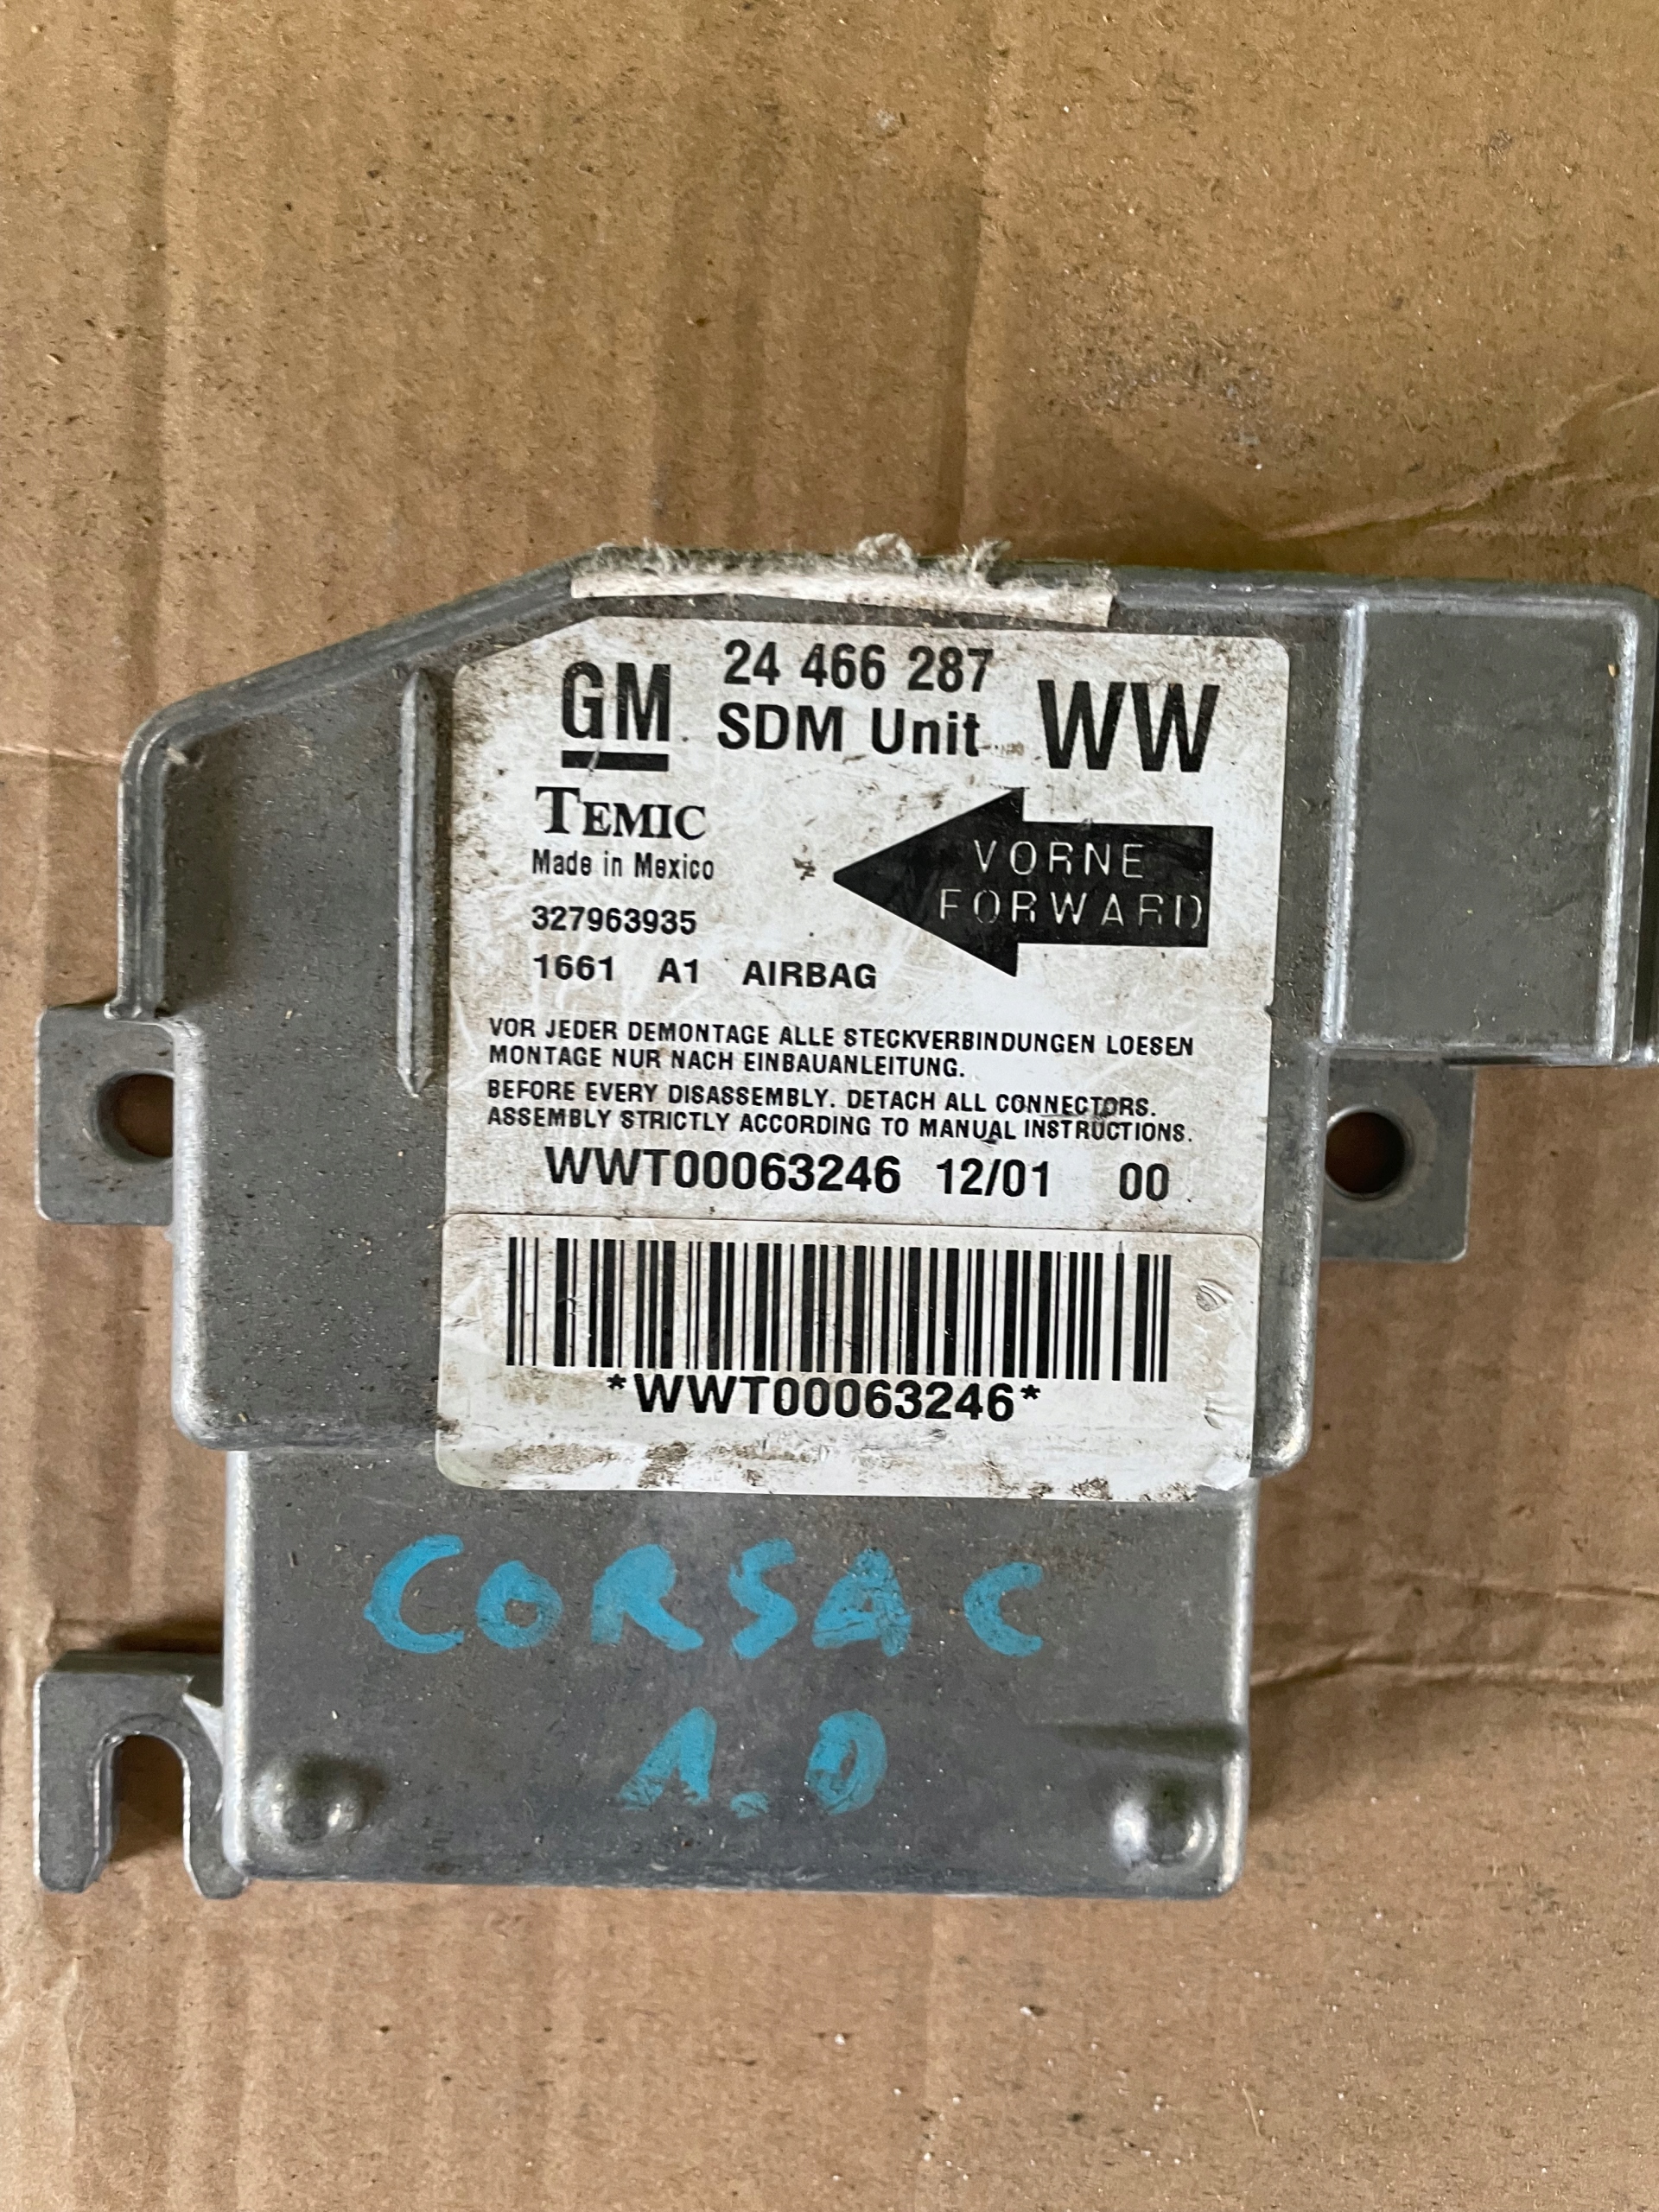 24 466 287
GM SDM Unit WW
TEMIC
Made in Mexico
VORNE
FORWARD
327963935
1661 A1 AIRBAG
VOR JEDER DEMONTAGE ALLE STECKVERBINDUNGEN LOESEN
MONTAGE NUR NACH EINBAUANLEITUNG.
BEFORE EVERY DISASSEMBLY. DETACH ALL CONNECTORS.
ASSEMBLY STRICTLY ACCORDING TO MANUAL INSTRUCTIONS.
WWT00063246 12/01 00
*WWT00063246*
CORSA C
1.0